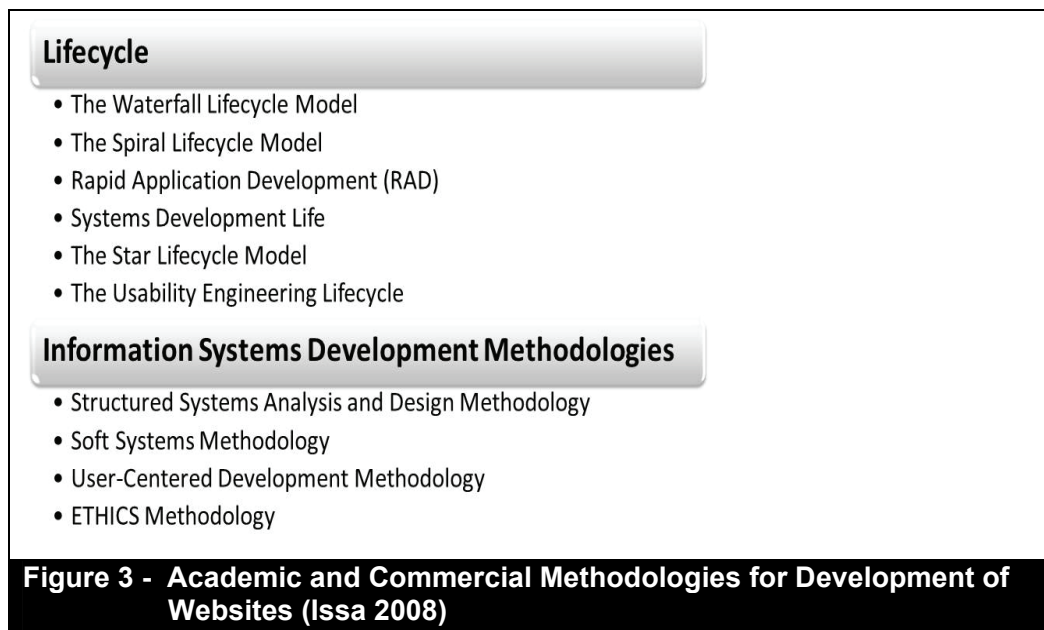 Lifecycle
• The Waterfall Lifecycle Model
• The Spiral Lifecycle Model
• Rapid Application Development (RAD)
• Systems Development Life
• The Star Lifecycle Model
• The Usability Engineering Lifecycle
Information Systems Development Methodologies
• Structured Systems Analysis and Design Methodology
• Soft Systems Methodology
• User-Centered Development Methodology
• ETHICS Methodology
Figure 3 - Academic and Commercial Methodologies for Development of
Websites (Issa 2008)